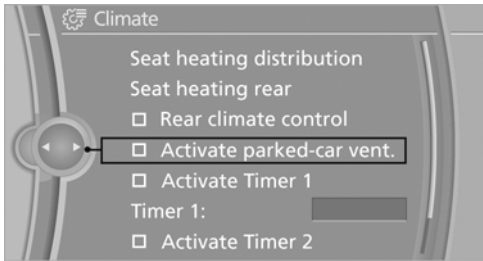 Climate
Seat heating distribution
Seat heating rear
Rear climate control
Activate parked-car vent.
Activate Timer 1
Timer 1:
Activate Timer 2